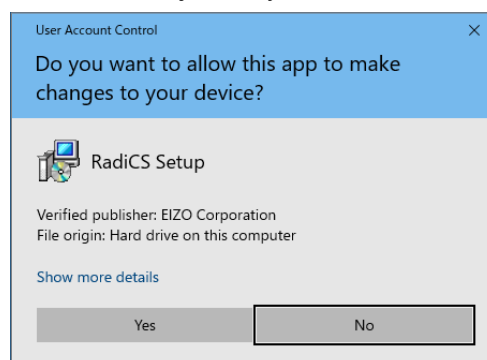 User Account Control
Do you want to allow this app to make
changes to your device?
RadiCS Setup
Verified publisher: EIZO Corporation
File origin: Hard drive on this computer
Show more details
Yes
No